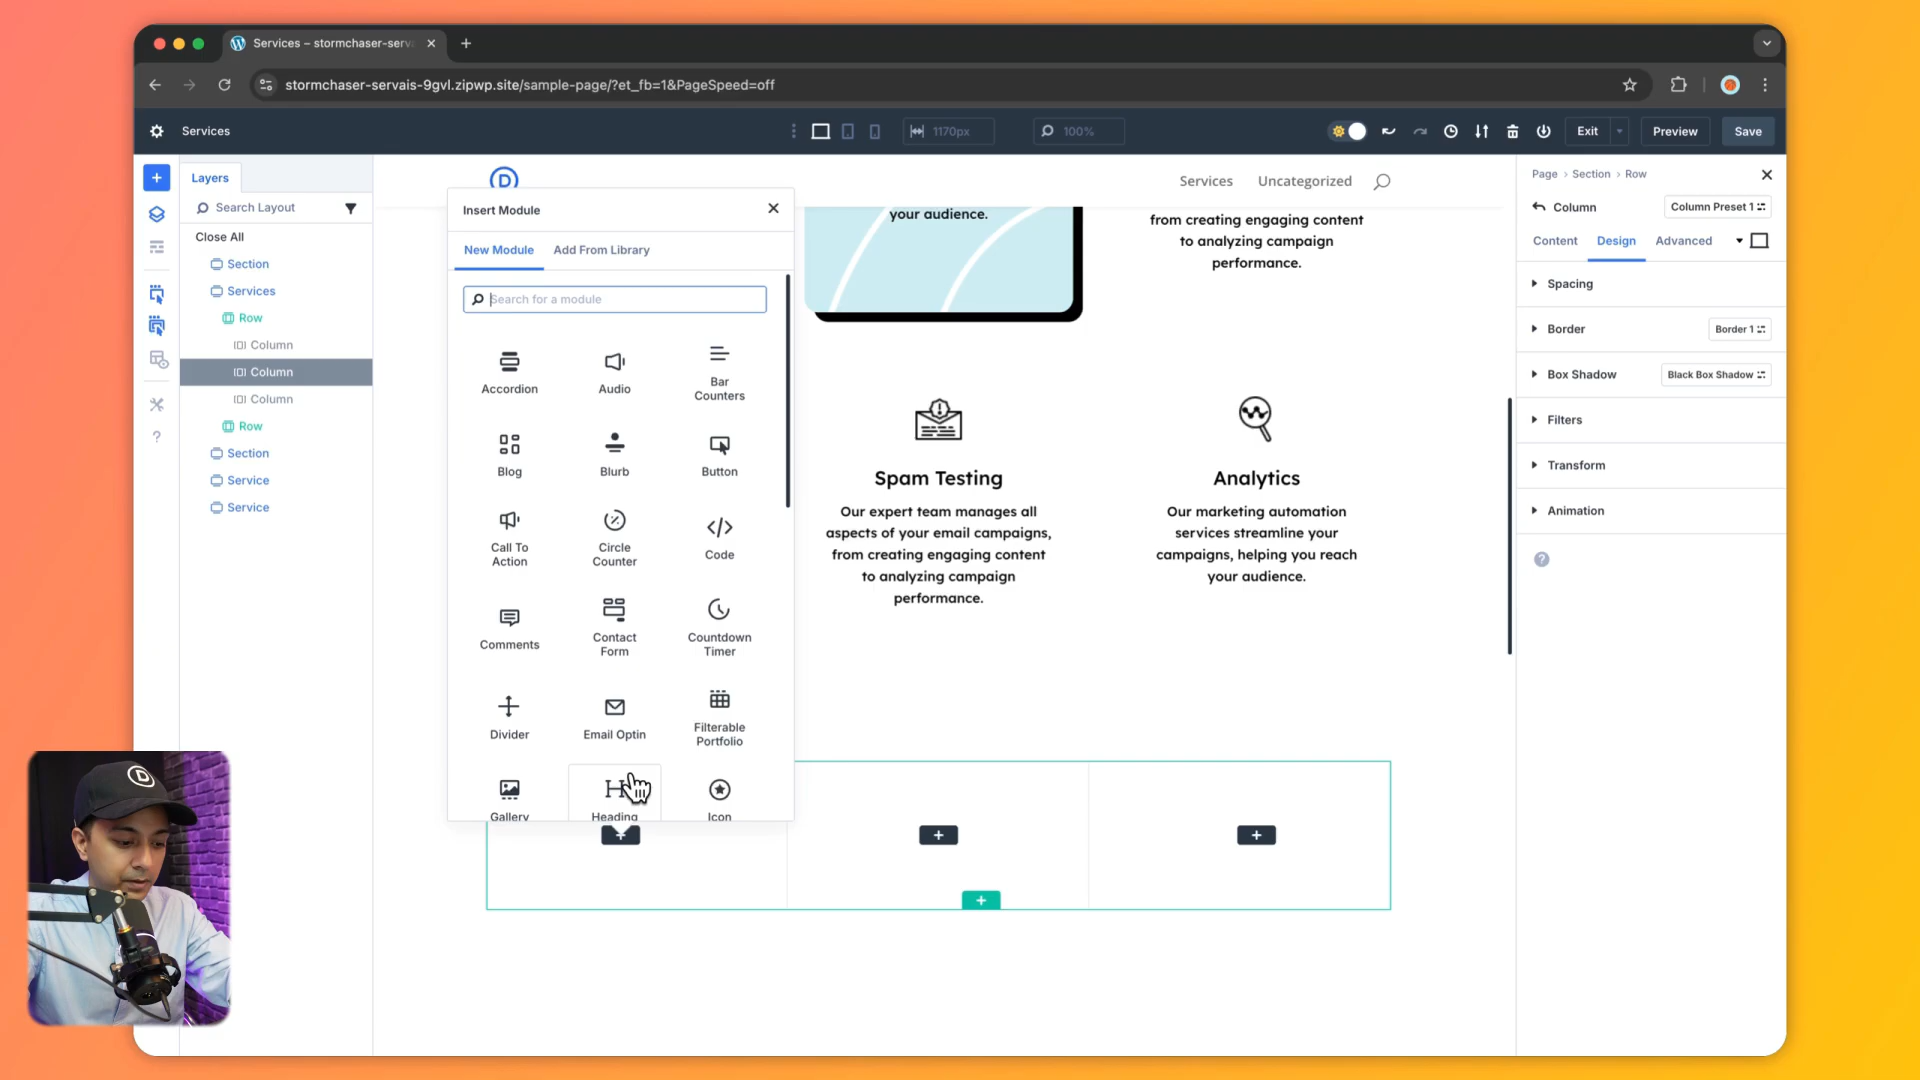 Services – stormchaser-serv
stormchaser-servais-9gvl.zipwp.site/sample-page/?et_fb=1&PageSpeed=off
Services
1170px
100%
Exit
Preview
Save
Layers
Search Layout
Close All
Section
Services
Row
Column
Column
Column
Row
Section
Service
Service
D
Services
Uncategorized
Insert Module
New Module
Add From Library
Search for a module
Accordion
Audio
Bar
Counters
Blog
Blurb
Button
Call To
Action
Circle
Counter
Code
Comments
Contact
Form
Countdown
Timer
Divider
Email Optin
Filterable
Portfolio
Gallery
Heading
Icon
your audience.
from creating engaging content
to analyzing campaign
performance.
Spam Testing
Our expert team manages all
aspects of your email campaigns,
from creating engaging content
to analyzing campaign
performance.
Analytics
Our marketing automation
services streamline your
campaigns, helping you reach
your audience.
Page › Section › Row
Column
Column Preset 1
Content
Design
Advanced
Spacing
Border
Border 1
Box Shadow
Black Box Shadow
Filters
Transform
Animation
D